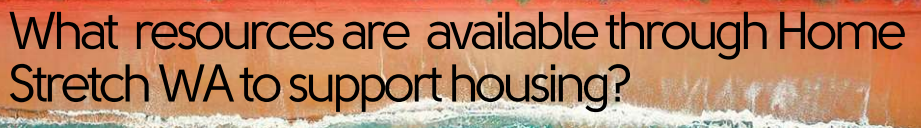 What resources are available through Home
Stretch WA to support housing?